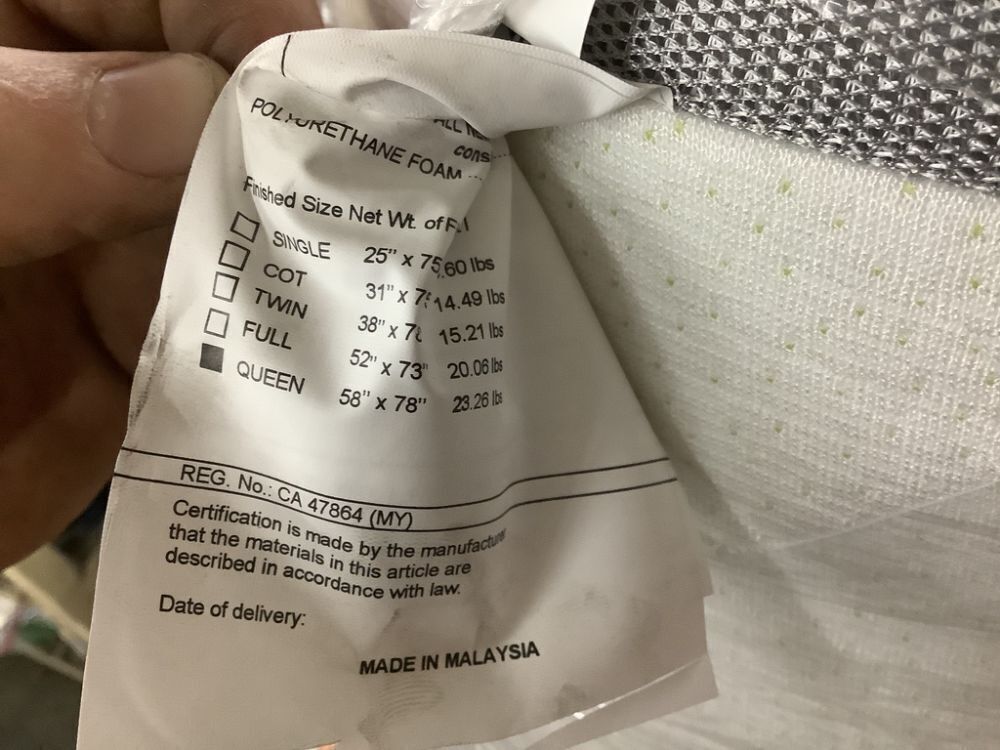 ALL
cons
POLYURETHANE FOAM
Finished Size Net Wt. of
SINGLE 25" x 75 .60 lbs
COT 31" x 14.49 lbs
TWIN 38" x 15.21 lbs
FULL 52" x 73" 20.06 lbs
QUEEN 58" x 78" 23.26 lbs
REG. No.: CA 47864 (MY)
Certification is made by the manufacture
that the materials in this article are
described in accordance with law.
Date of delivery:
MADE IN MALAYSIA